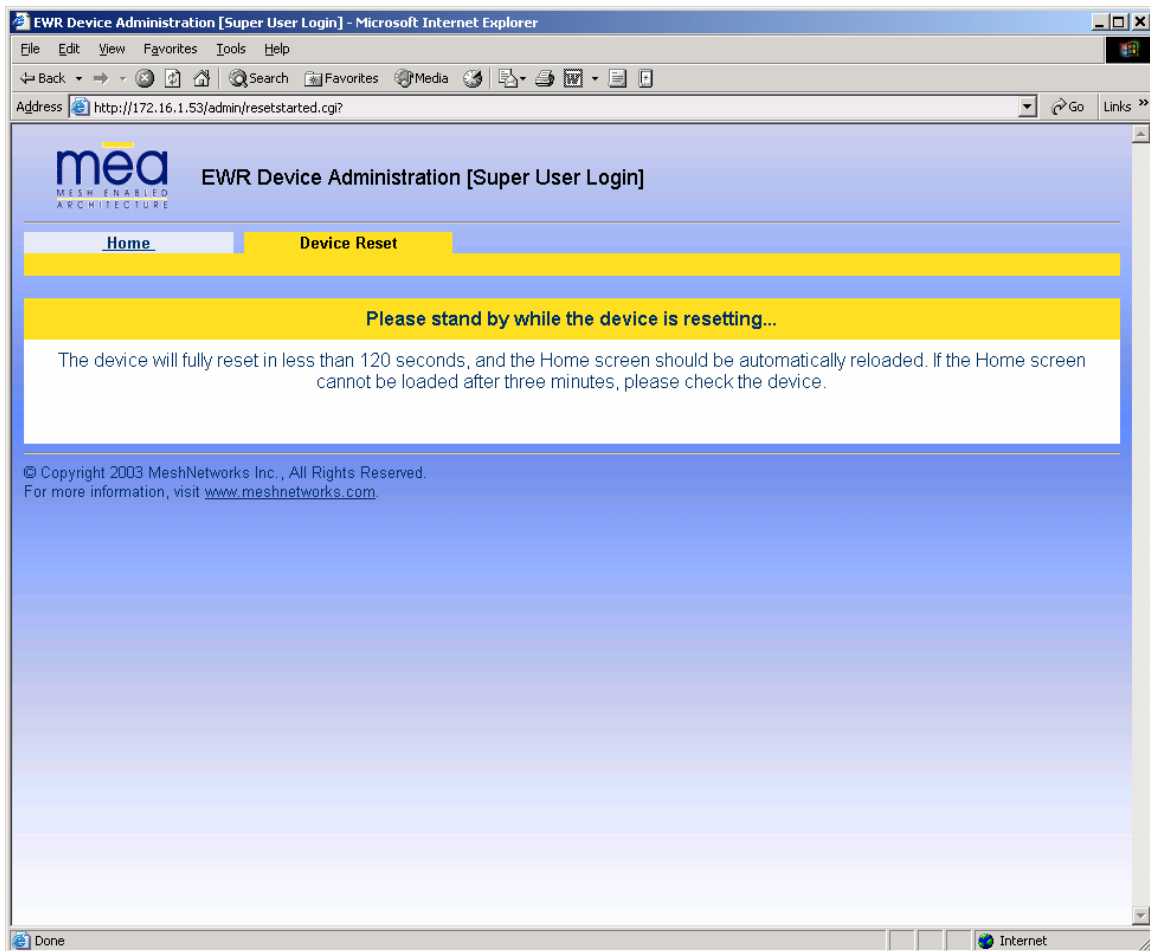 EWR Device Administration [Super User Login] - Microsoft Internet Explorer
File Edit View Favorites Tools Help
Back Search Favorites Media
Address http://172.16.1.53/admin/resetstarted.cgi? Go Links »
mea
MESH ENABLED
ARCHITECTURE
EWR Device Administration [Super User Login]
Home Device Reset
Please stand by while the device is resetting...
The device will fully reset in less than 120 seconds, and the Home screen should be automatically reloaded. If the Home screen
cannot be loaded after three minutes, please check the device.
© Copyright 2003 MeshNetworks Inc., All Rights Reserved.
For more information, visit www.meshnetworks.com.
Done Internet